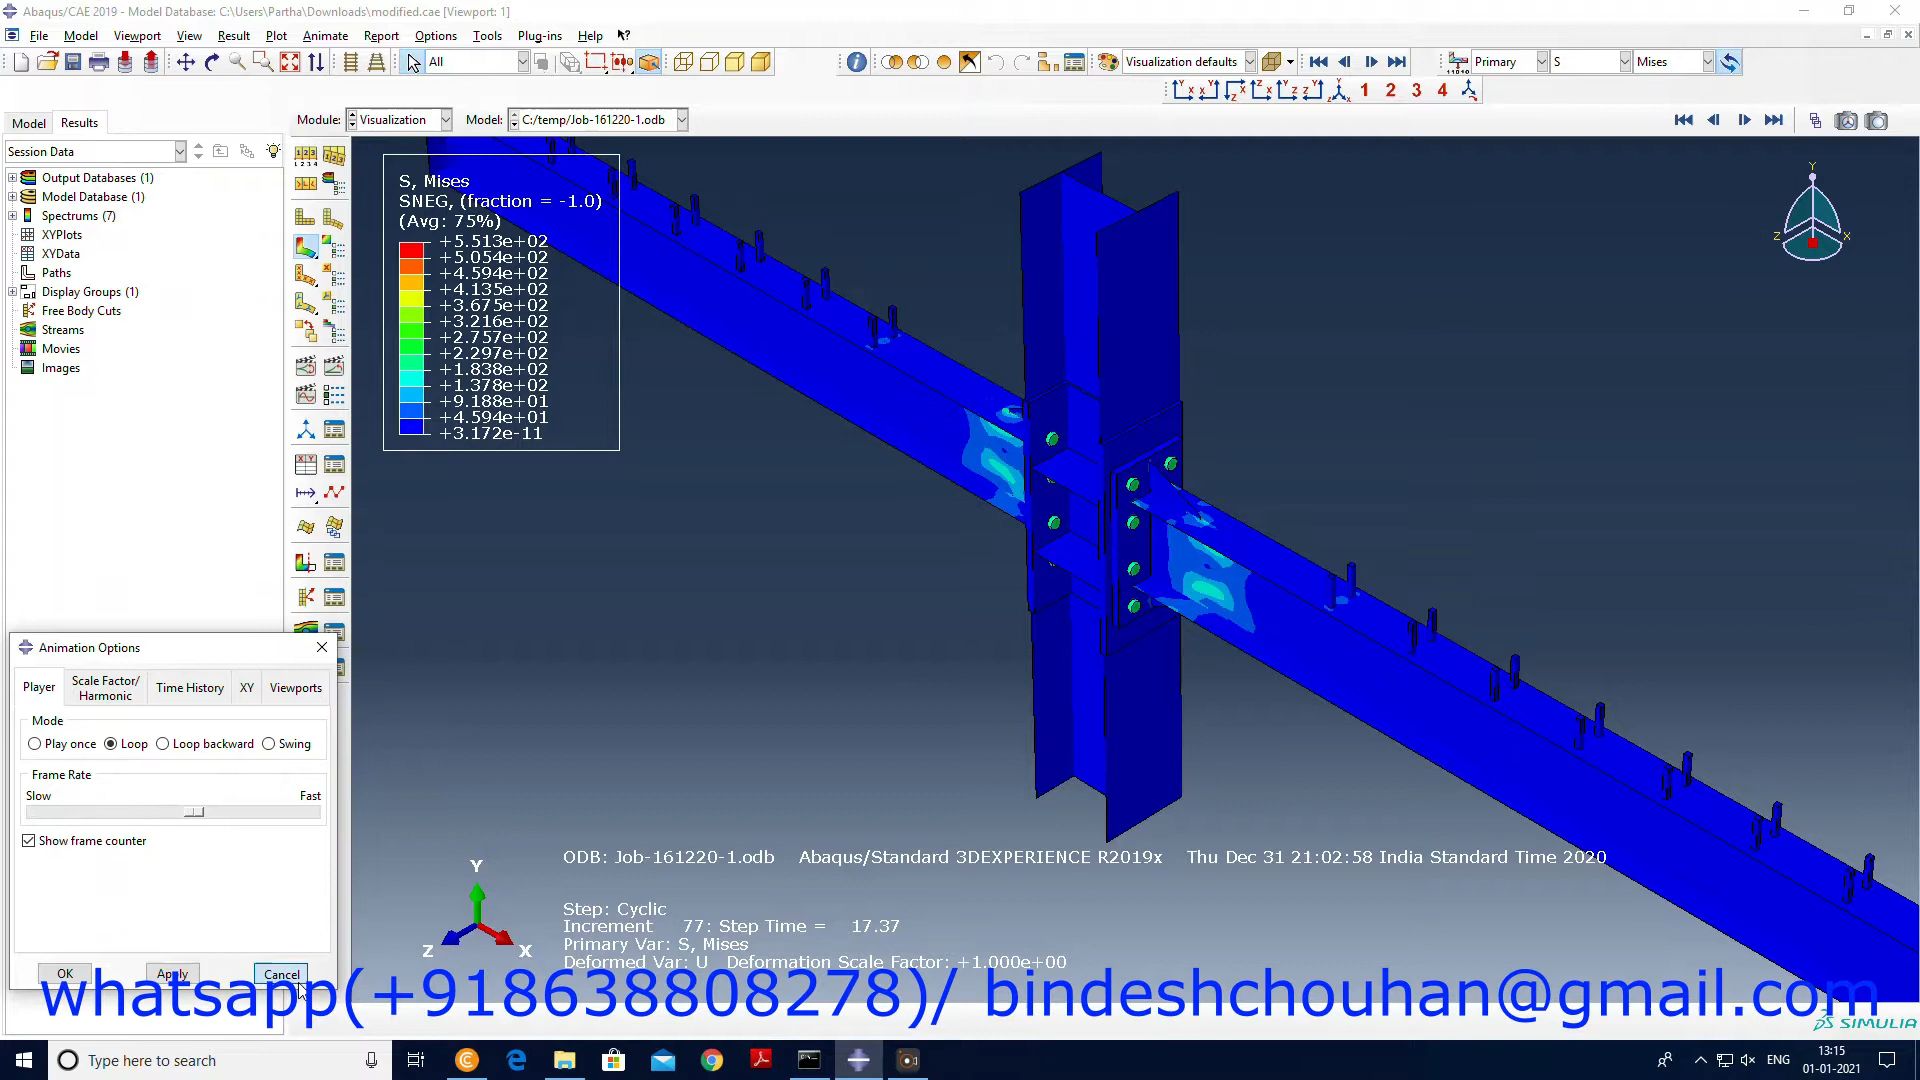 Abaqus/CAE 2019 - Model Database: C:\Users\Partha\Downloads\modified.cae [Viewport: 1]
File Model Viewport View Result Plot Animate Report Options Tools Plug-ins Help
All Visualization defaults Primary S Mises
1 2 3 4
Model Results Module: Visualization Model: C:/temp/Job-161220-1.odb
Session Data
Output Databases (1)
Model Database (1)
Spectrums (7)
XYPlots
XYData
Paths
Display Groups (1)
Free Body Cuts
Streams
Movies
Images
S, Mises
SNEG, (fraction = -1.0)
(Avg: 75%)
+5.513e+02
+5.054e+02
+4.594e+02
+4.135e+02
+3.675e+02
+3.216e+02
+2.757e+02
+2.297e+02
+1.838e+02
+1.378e+02
+9.188e+01
+4.594e+01
+3.172e-11
Y
Z X
Animation Options
Player Scale Factor/ Harmonic Time History XY Viewports
Mode
Play once Loop Loop backward Swing
Frame Rate
Slow Fast
Show frame counter
OK Apply Cancel
Y
Z X
ODB: Job-161220-1.odb Abaqus/Standard 3DEXPERIENCE R2019x Thu Dec 31 21:02:58 India Standard Time 2020
Step: Cyclic
Increment 77: Step Time = 17.37
Primary Var: S, Mises
Deformed Var: U Deformation Scale Factor: +1.000e+00
whatsapp(+918638808278)/ bindeshchouhan@gmail.com
SIMULIA
Type here to search
ENG
13:15
01-01-2021